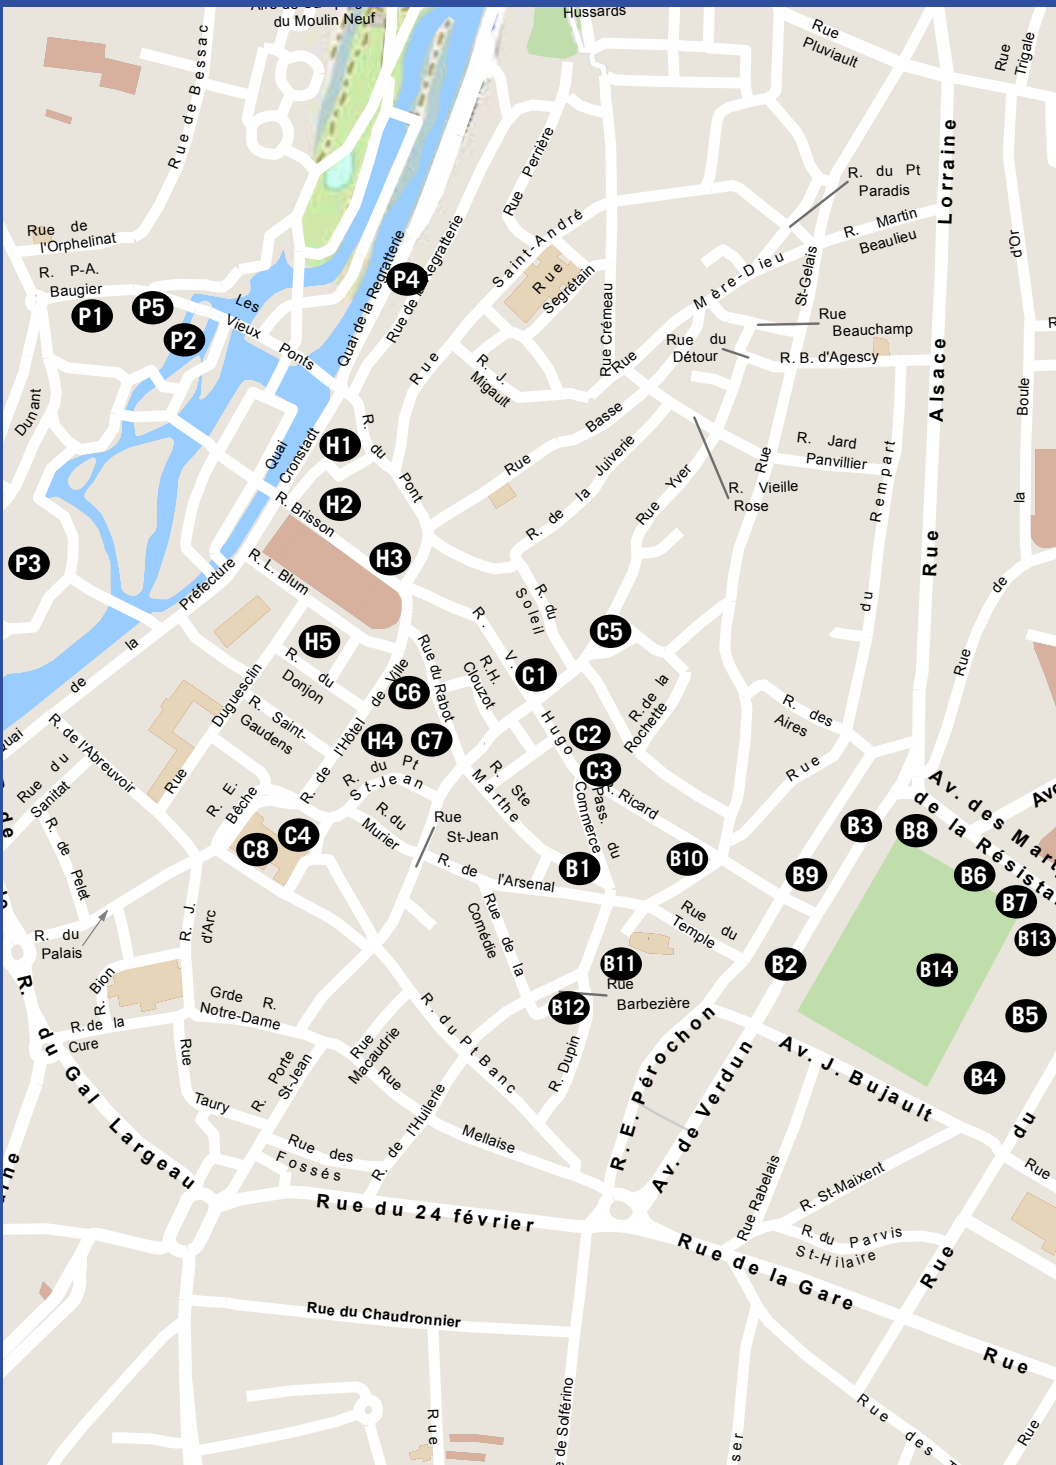 du Moulin Neuf
Hussards
Rue
Pluviault
Rue
Trigale
Rue de Bessac
Rue Perrière
R. du Pt
Paradis
Lorraine
R. Martin
Beaulieu
Rue de
l'Orphelinat
R. P-A.
Baugier
P1
P5
P2
P4
Les
Vieux
Ponts
Quai de la Regratterie
Rue de la Regratterie
Rue
Saint-André
Rue
Segrétain
Rue Crémeau
Mère-Dieu
St-Gelais
d'Or
Rue
Beauchamp
Rue du
Détour
R. B. d'Agescy
Rue
R. J.
Migault
Alsace
Boule
Dunant
Quai
Cronstadt
H1
R. du Pont
Rue
Basse
R. de la Juiverie
Rue Yver
Rue
R. Jard
Panvillier
R. Vieille
Rose
Rempart
la
H2
R. Brisson
H3
P3
R. L. Blum
Préfecture
Rue
du
de
R. du
Soleil
C5
H5
R. du
Donjon
la
de
Quai
Rue du Rabot
R.H.
Clouzot
R.
V.
Hugo
C1
R. de la
Rochette
Rue
Duguesclin
R. Saint-
Gaudens
C6
R. de l'Hôtel de Ville
H4
C7
C2
C3
R. des
Aires
Rue
R. de l'Abreuvoir
Rue du
Sanitat
Rue
R. E.
Bêche
R. du Pt
St-Jean
R. Ste
Marthe
Pass. du
Commerce
Ricard
Av. des
de la
B3
B8
R. de Pelet
C8
C4
R. du
Murier
Rue
St-Jean
R. de l'Arsenal
B1
B10
B9
B6
B7
B13
R. du
Palais
R. J.
d'Arc
Rue de la
Comédie
Rue du
Temple
B11
B2
B14
B5
B4
R. Bion
R. de la
Cure
Grde R.
Notre-Dame
B12
Rue
Barbezière
R. du Gal Largeau
Rue
Taury
R. Porte
St-Jean
Rue
Macaudrie
Rue
Mellaise
R. du Pt Banc
R. de l'Huilerie
R. Dupin
R. E. Pérochon
Av. de Verdun
Av. J. Bujault
Rue des
Fossés
du
Rue
Rue du 24 février
Rue Rabelais
R. St-Maixent
R. du Parvis
St-Hilaire
Rue
Rue de la Gare
Rue
Rue du Chaudronnier
de Solférino
Rue
Rue des
Rue